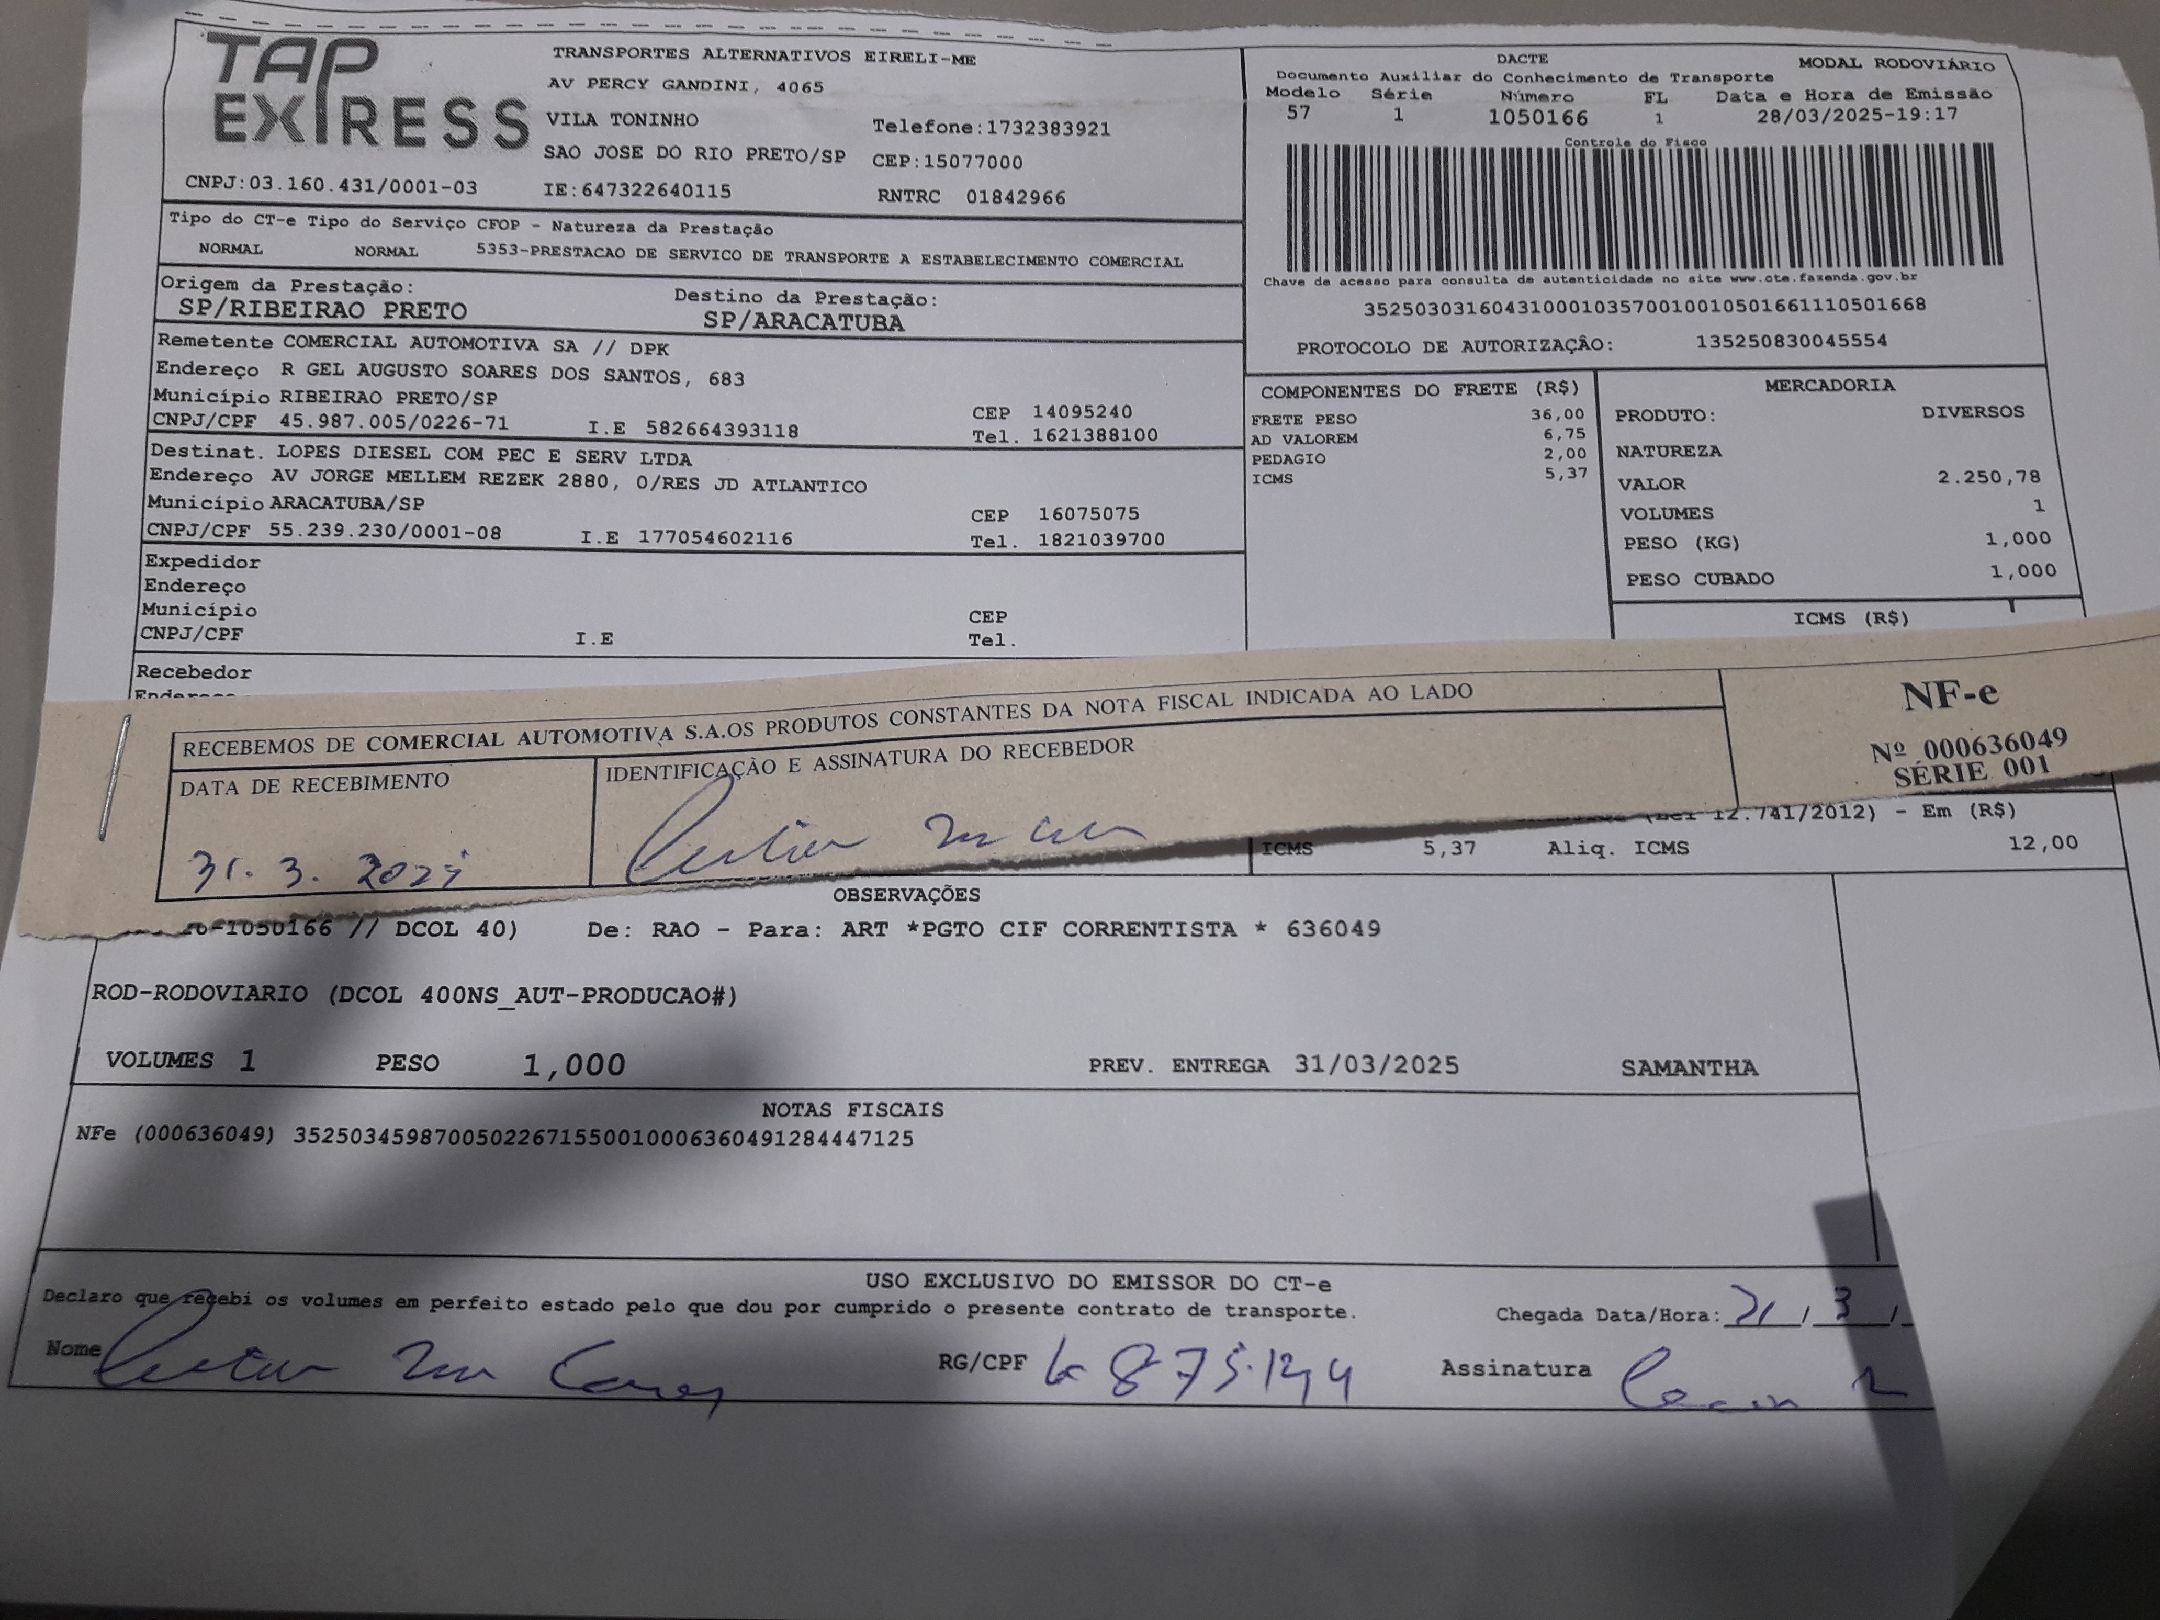 TAP EXPRESS
TRANSPORTES ALTERNATIVOS EIRELI-ME
AV PERCY GANDINI, 4065
VILA TONINHO Telefone:1732383921
SAO JOSE DO RIO PRETO/SP CEP:15077000
CNPJ:03.160.431/0001-03 IE:647322640115 RNTRC 01842966
DACTE MODAL RODOVIÁRIO
Documento Auxiliar do Conhecimento de Transporte
Modelo Série Número FL Data e Hora de Emissão
57 1 1050166 1 28/03/2025-19:17
Controle do Fisco
Chave de acesso para consulta de autenticidade no site www.cte.fazenda.gov.br
35250303160431000103570010010501661110501668
PROTOCOLO DE AUTORIZAÇÃO: 135250830045554
Tipo do CT-e Tipo do Serviço CFOP - Natureza da Prestação
NORMAL NORMAL 5353-PRESTACAO DE SERVICO DE TRANSPORTE A ESTABELECIMENTO COMERCIAL
Origem da Prestação: Destino da Prestação:
SP/RIBEIRAO PRETO SP/ARACATUBA
Remetente COMERCIAL AUTOMOTIVA SA // DPK
Endereço R GEL AUGUSTO SOARES DOS SANTOS, 683
Município RIBEIRAO PRETO/SP CEP 14095240
CNPJ/CPF 45.987.005/0226-71 I.E 582664393118 Tel. 1621388100
Destinat. LOPES DIESEL COM PEC E SERV LTDA
Endereço AV JORGE MELLEM REZEK 2880, O/RES JD ATLANTICO
Município ARACATUBA/SP CEP 16075075
CNPJ/CPF 55.239.230/0001-08 I.E 177054602116 Tel. 1821039700
Expedidor
Endereço
Município CEP
CNPJ/CPF I.E Tel.
Recebedor
Endereço
COMPONENTES DO FRETE (R$)
FRETE PESO 36,00
AD VALOREM 6,75
PEDAGIO 2,00
ICMS 5,37
MERCADORIA
PRODUTO: DIVERSOS
NATUREZA
VALOR 2.250,78
VOLUMES 1
PESO (KG) 1,000
PESO CUBADO 1,000
ICMS (R$)
RECEBEMOS DE COMERCIAL AUTOMOTIVA S.A.OS PRODUTOS CONSTANTES DA NOTA FISCAL INDICADA AO LADO
DATA DE RECEBIMENTO IDENTIFICAÇÃO E ASSINATURA DO RECEBEDOR
31.3.2025
NF-e
Nº 000636049
SÉRIE 001
(Lei 12.741/2012) - Em (R$)
ICMS 5,37 Aliq. ICMS 12,00
OBSERVAÇÕES
-1050166 // DCOL 40) De: RAO - Para: ART *PGTO CIF CORRENTISTA * 636049
ROD-RODOVIARIO (DCOL 400NS_AUT-PRODUCAO#)
VOLUMES 1 PESO 1,000 PREV. ENTREGA 31/03/2025 SAMANTHA
NOTAS FISCAIS
NFe (000636049) 35250345987005022671550010006360491284447125
USO EXCLUSIVO DO EMISSOR DO CT-e
Declaro que recebi os volumes em perfeito estado pelo que dou por cumprido o presente contrato de transporte. Chegada Data/Hora: 31/3/
Nome RG/CPF Assinatura